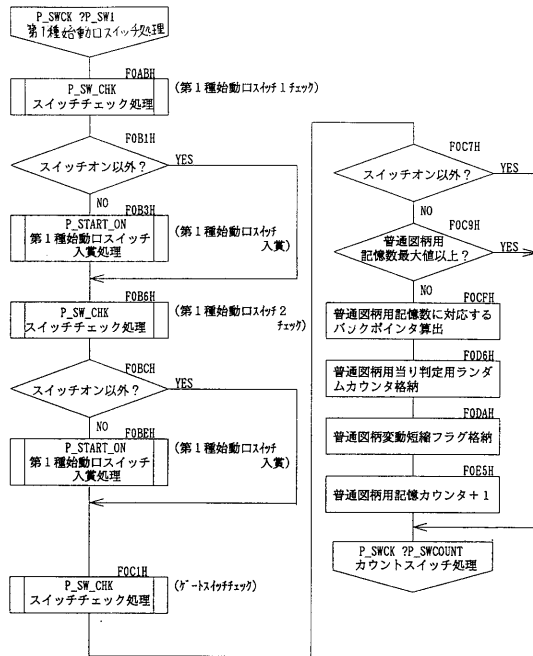 P_SWCK ?P_SW1
第1種始動口スイッチ処理
F0ABH
P_SW_CHK
スイッチチェック処理
(第1種始動口スイッチ1チェック)
F0B1H
スイッチオン以外?
YES
NO
F0B3H
P_START_ON
第1種始動口スイッチ
入賞処理
(第1種始動口スイッチ
入賞)
F0B6H
P_SW_CHK
スイッチチェック処理
(第1種始動口スイッチ2
チェック)
F0BCH
スイッチオン以外?
YES
NO
F0BEH
P_START_ON
第1種始動口スイッチ
入賞処理
(第1種始動口スイッチ
入賞)
F0C1H
P_SW_CHK
スイッチチェック処理
(ゲートスイッチチェック)
F0C7H
スイッチオン以外?
YES
NO
F0C9H
普通図柄用
記憶数最大値以上?
YES
NO
F0CFH
普通図柄用記憶数に対応する
バックポインタ算出
F0D6H
普通図柄用当り判定用ランダ
ムカウンタ格納
F0DAH
普通図柄変動短縮フラグ格納
F0E5H
普通図柄用記憶カウンタ+1
P_SWCK ?P_SWCOUNT
カウントスイッチ処理